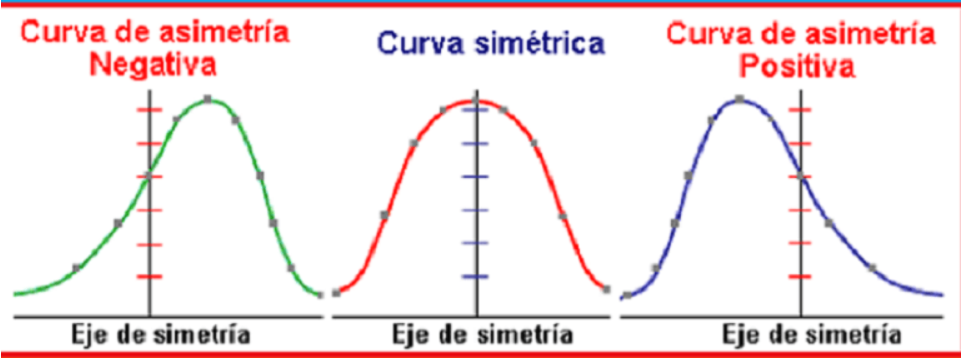 Curva de asimetría
Negativa
Curva simétrica
Curva de asimetría
Positiva
Eje de simetría
Eje de simetría
Eje de simetría